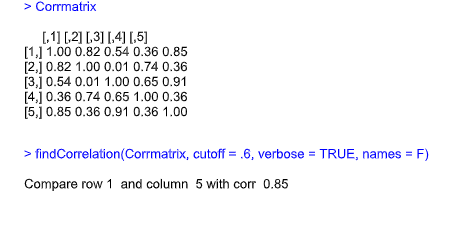 > Corrmatrix
[,1] [,2] [,3] [,4] [,5]
[1,] 1.00 0.82 0.54 0.36 0.85
[2,] 0.82 1.00 0.01 0.74 0.36
[3,] 0.54 0.01 1.00 0.65 0.91
[4,] 0.36 0.74 0.65 1.00 0.36
[5,] 0.85 0.36 0.91 0.36 1.00
> findCorrelation(Corrmatrix, cutoff = .6, verbose = TRUE, names = F)
Compare row 1 and column 5 with corr 0.85